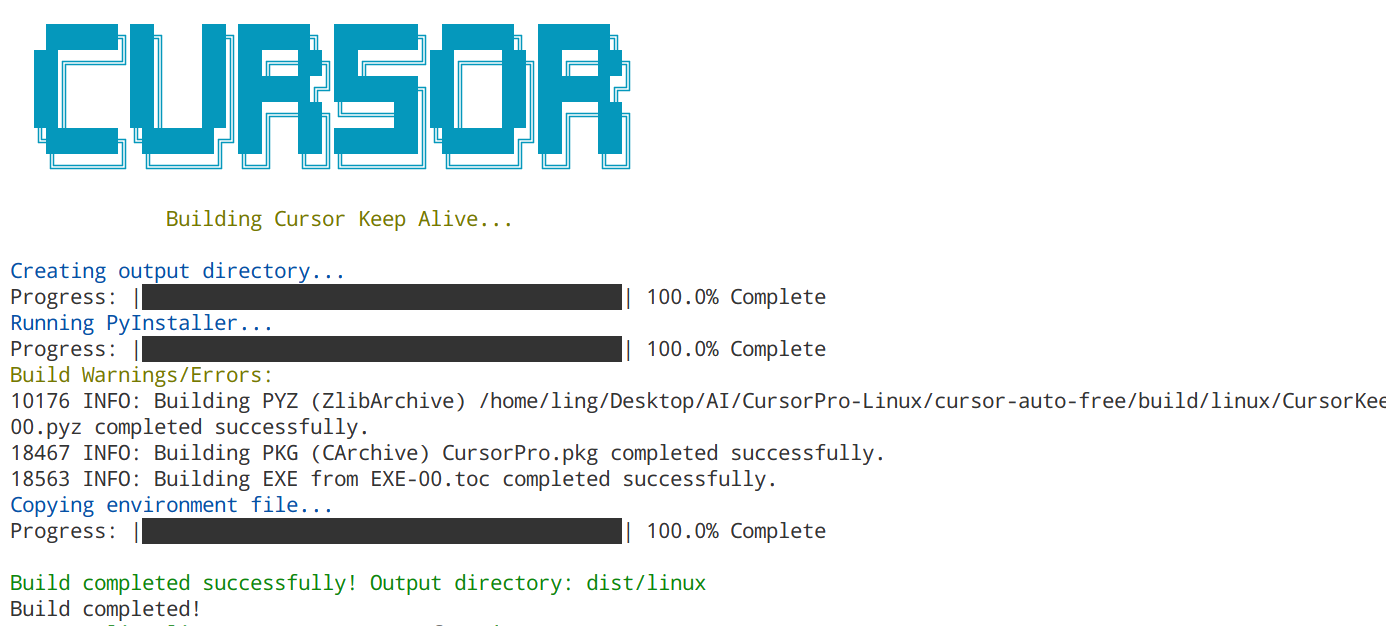 CURSOR
Building Cursor Keep Alive...
Creating output directory...
Progress: |██████████████████████████████████████████████████| 100.0% Complete
Running PyInstaller...
Progress: |██████████████████████████████████████████████████| 100.0% Complete
Build Warnings/Errors:
10176 INFO: Building PYZ (ZlibArchive) /home/ling/Desktop/AI/CursorPro-Linux/cursor-auto-free/build/linux/CursorKee
00.pyz completed successfully.
18467 INFO: Building PKG (CArchive) CursorPro.pkg completed successfully.
18563 INFO: Building EXE from EXE-00.toc completed successfully.
Copying environment file...
Progress: |██████████████████████████████████████████████████| 100.0% Complete
Build completed successfully! Output directory: dist/linux
Build completed!